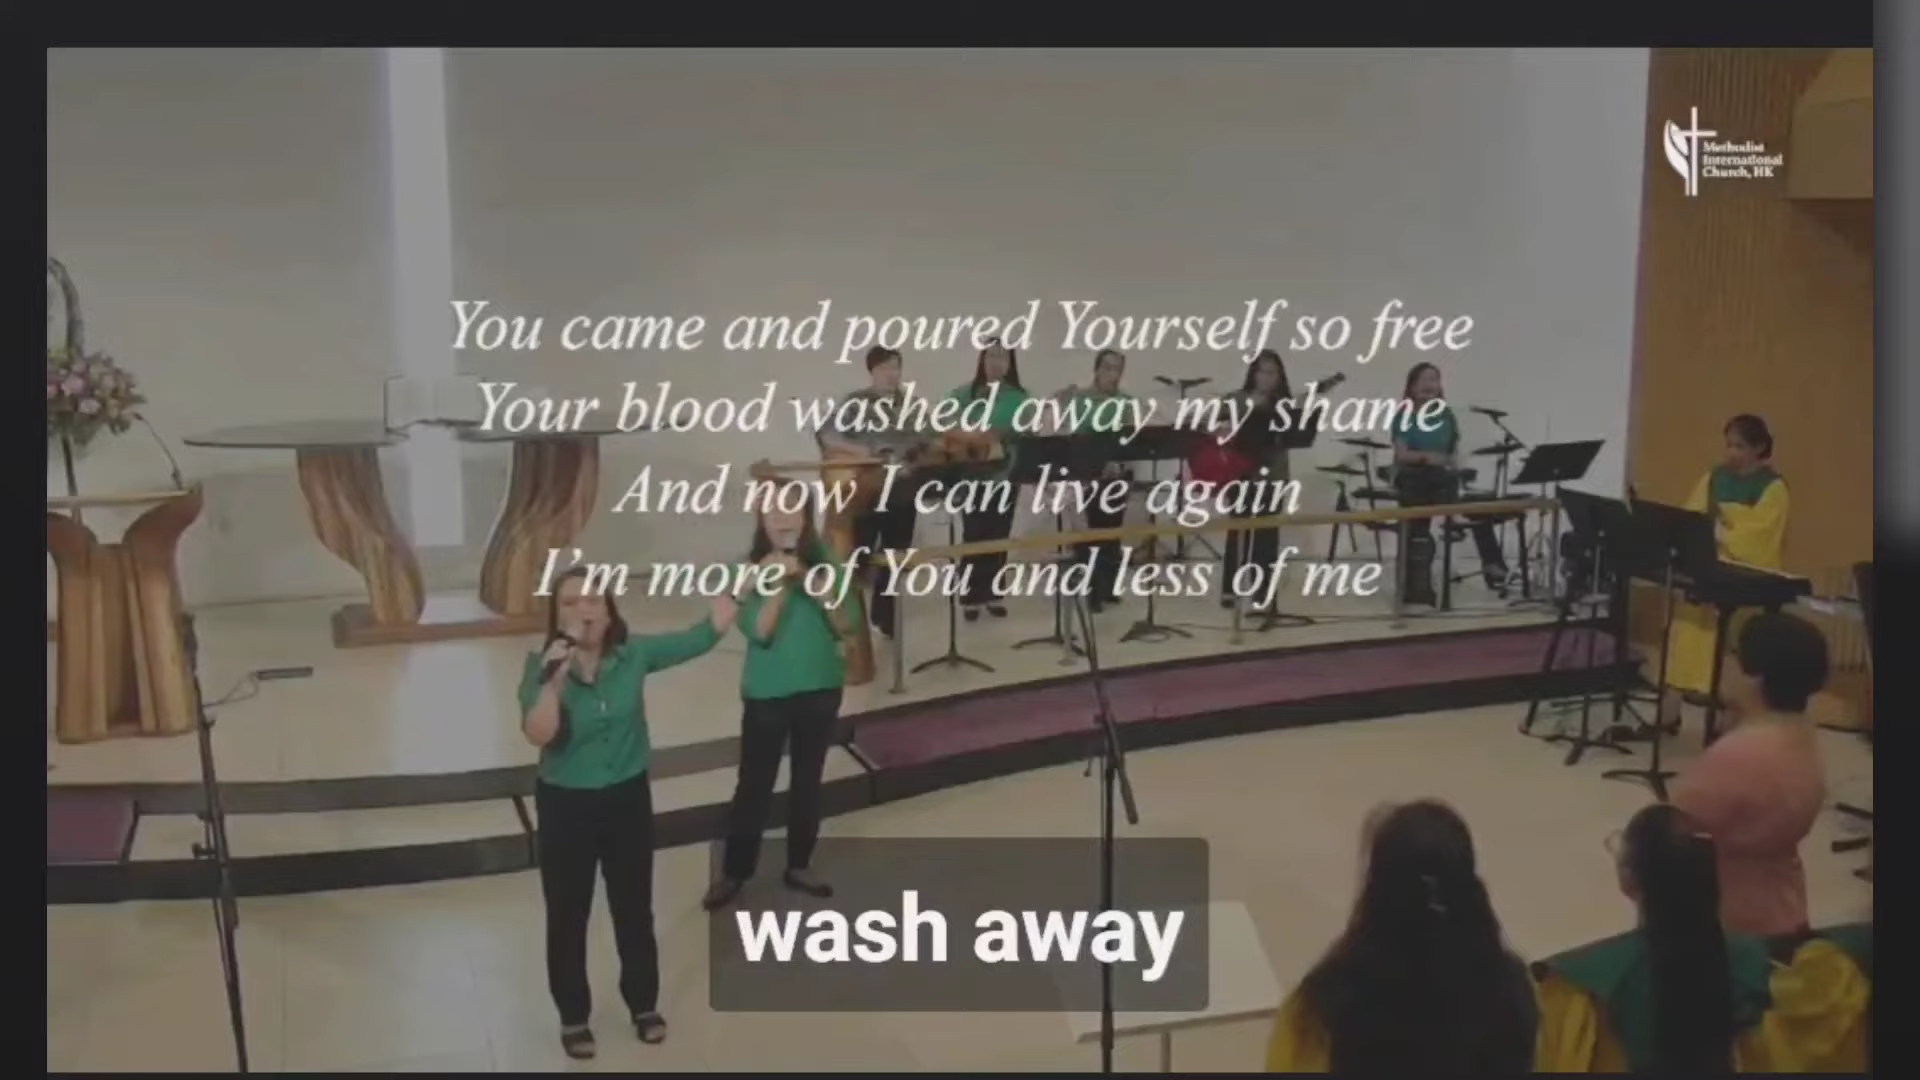 Methodist
International
Church, HK
You came and poured Yourself so free
Your blood washed away my shame
And now I can live again
I'm more of You and less of me
wash away